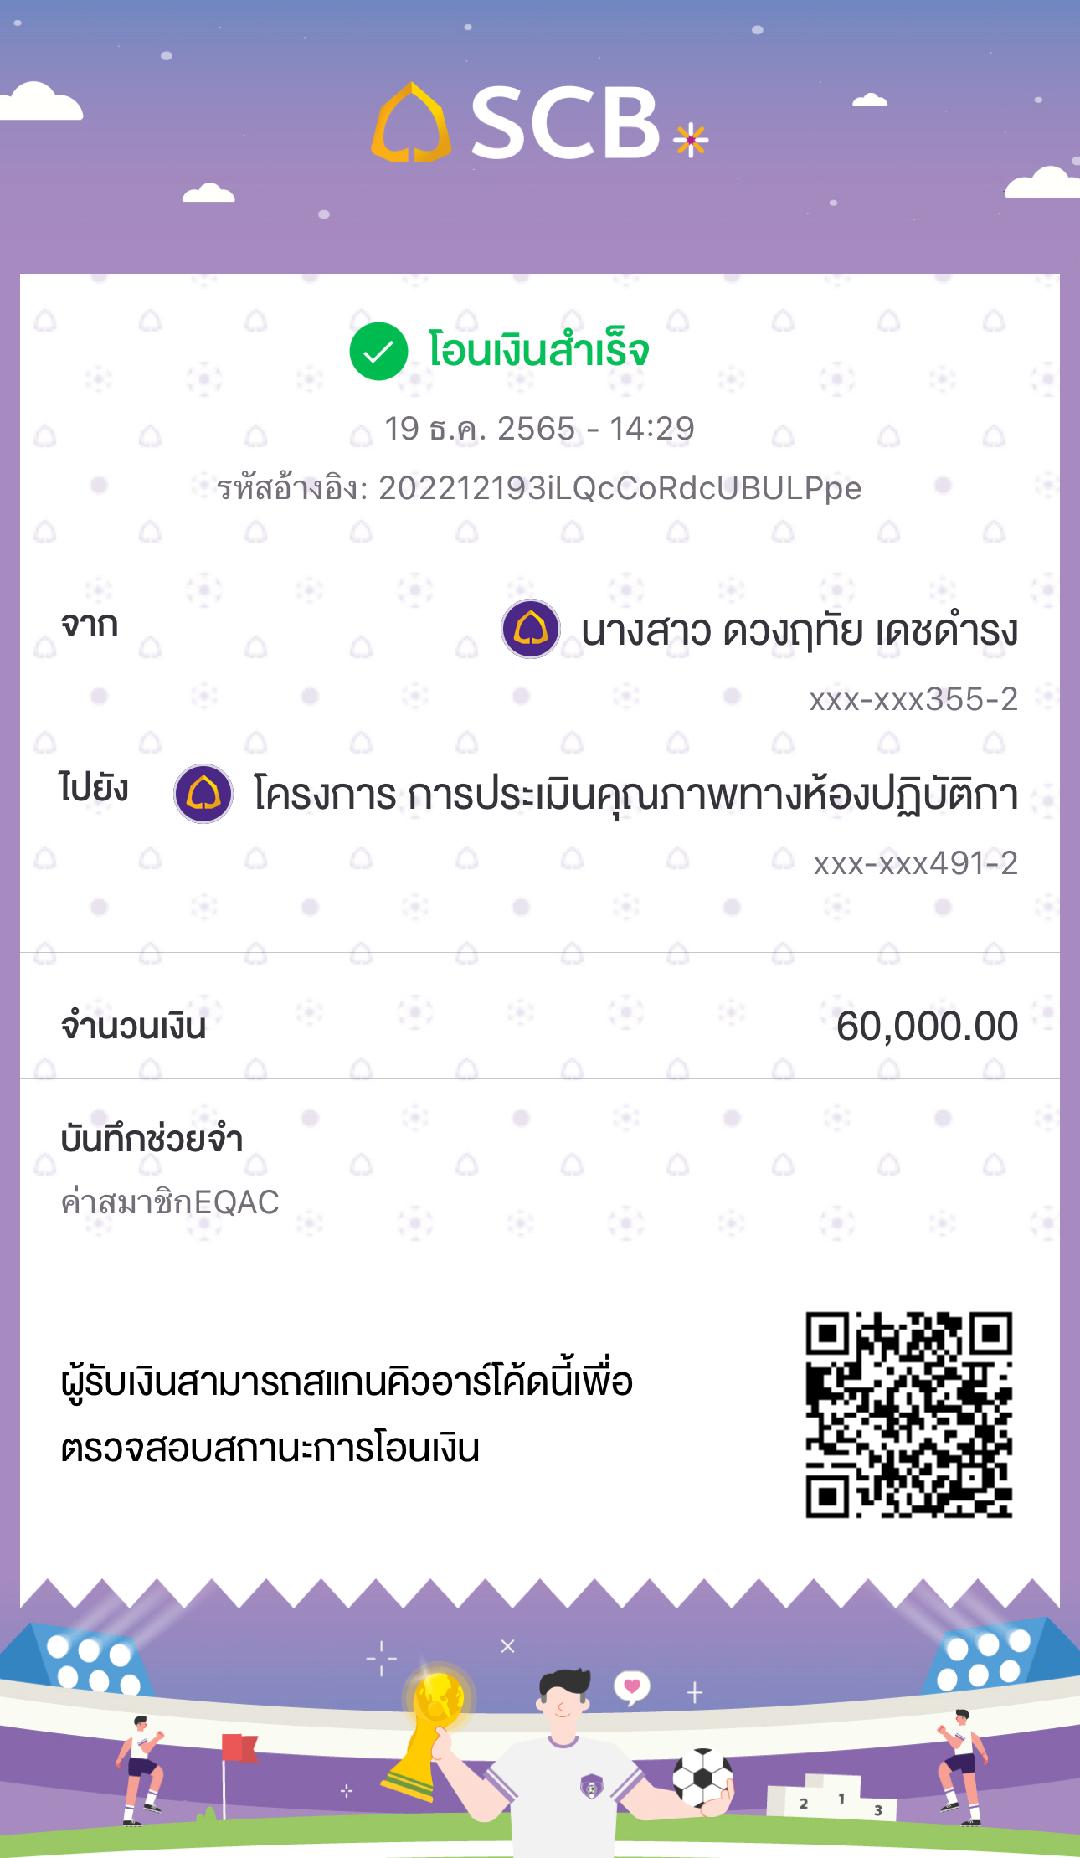 SCB
โอนเงินสำเร็จ
19 ธ.ค. 2565 - 14:29
รหัสอ้างอิง: 202212193iLQcCoRdcUBULPpe
จาก
นางสาว ดวงฤทัย เดชดำรง
xxx-xxx355-2
ไปยัง
โครงการ การประเมินคุณภาพทางห้องปฏิบัติกา
xxx-xxx491-2
จำนวนเงิน 60,000.00
บันทึกช่วยจำ
ค่าสมาชิกEQAC
ผู้รับเงินสามารถสแกนคิวอาร์โค้ดนี้เพื่อ
ตรวจสอบสถานะการโอนเงิน
2 1 3